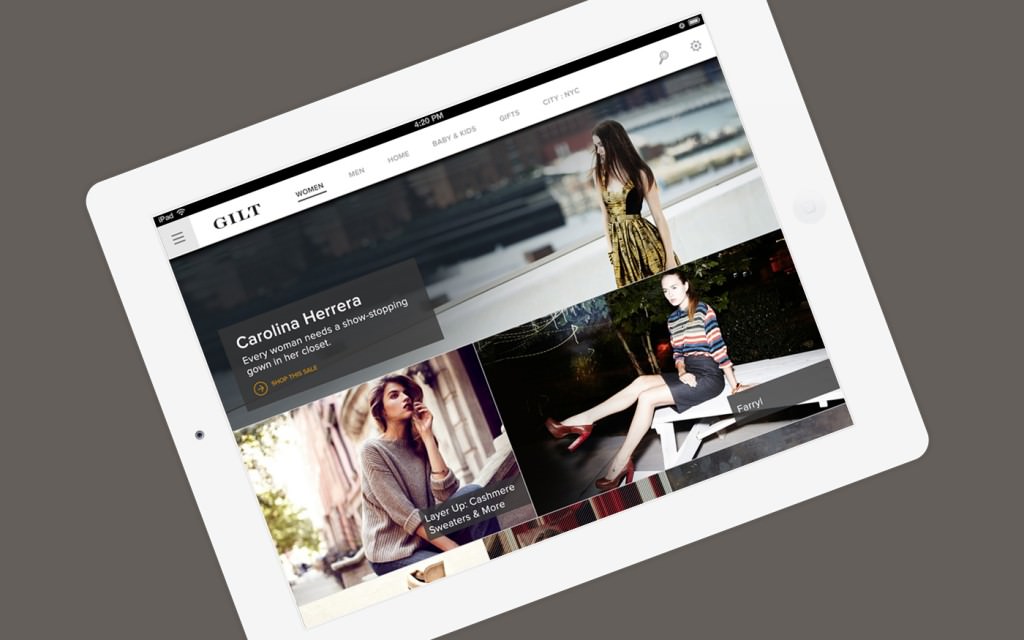 iPad
4:20 PM
GILT
WOMEN
MEN
HOME
BABY & KIDS
GIFTS
CITY : NYC
Carolina Herrera
Every woman needs a show-stopping
gown in her closet.
SHOP THIS SALE
Layer Up: Cashmere
Sweaters & More
Farryl